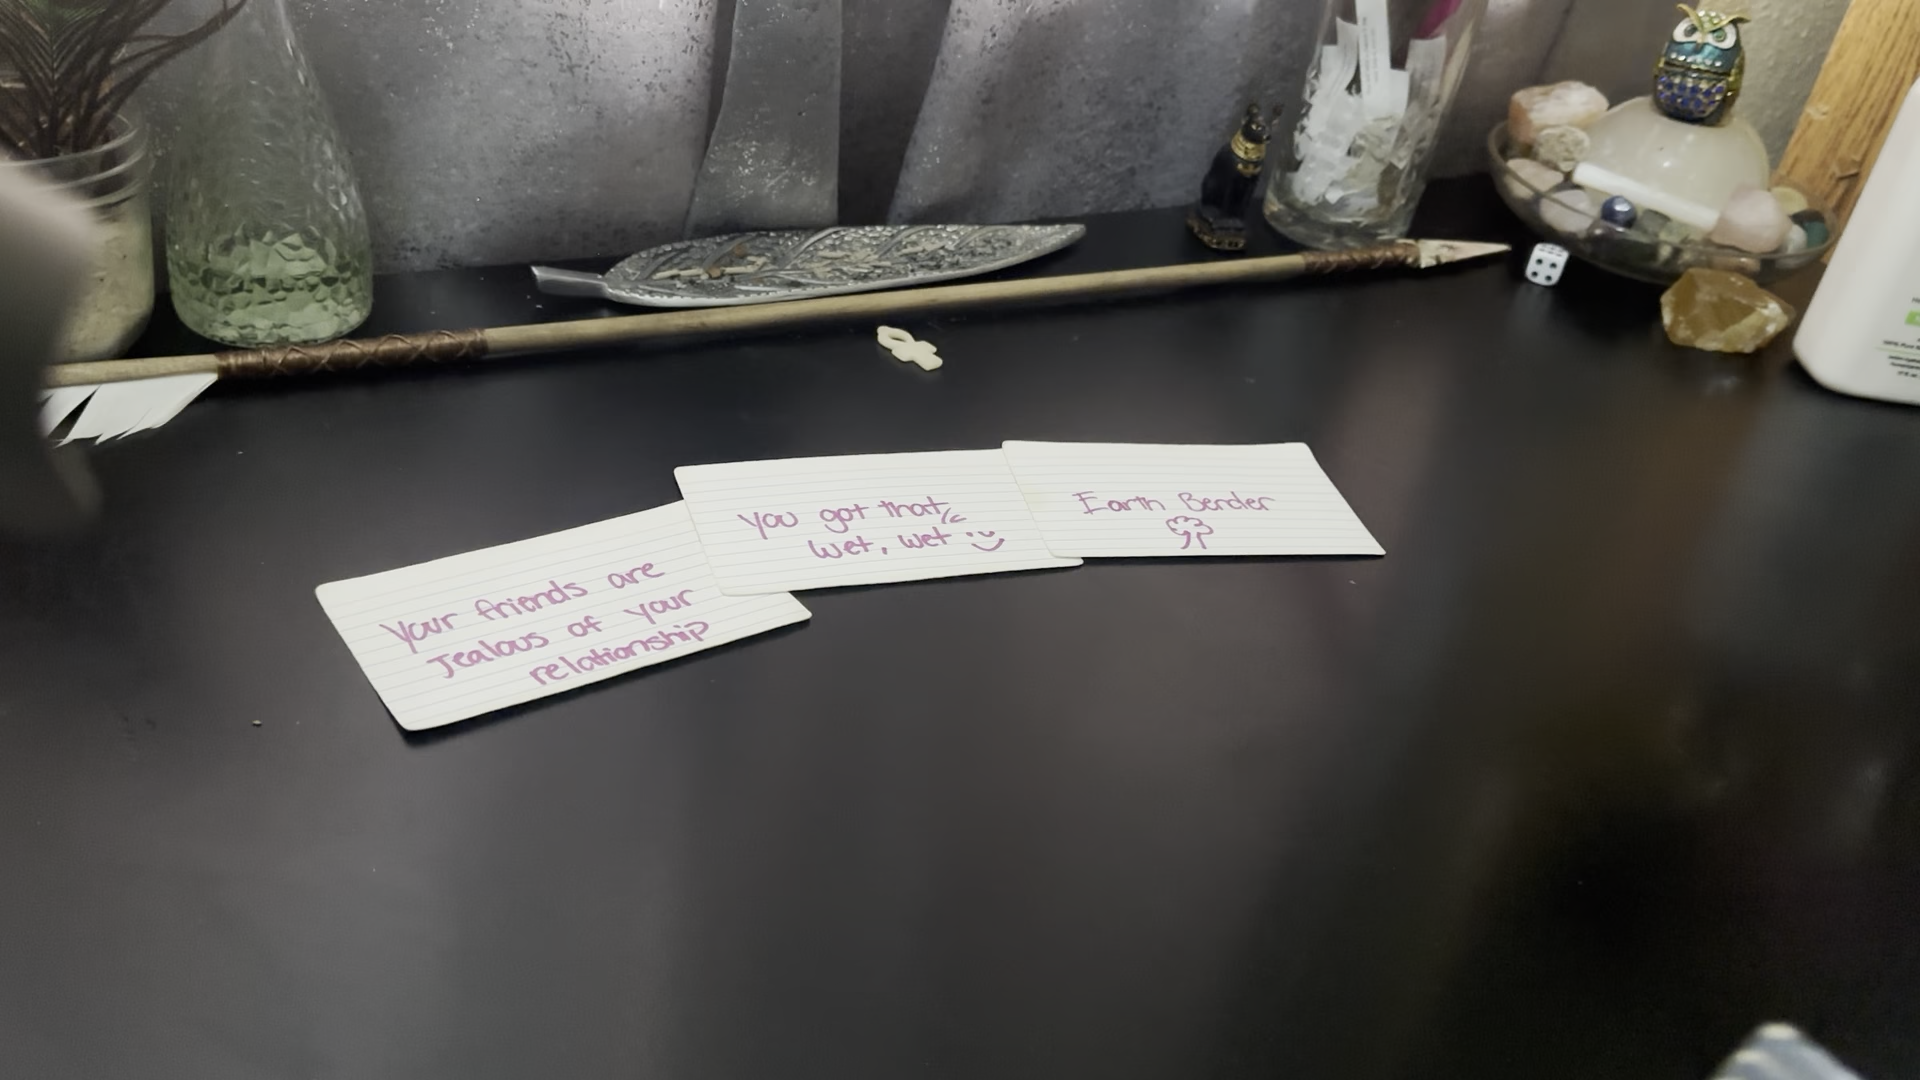 Your friends are
Jealous of your
relationship
You got that
wet, wet
Earth Bender